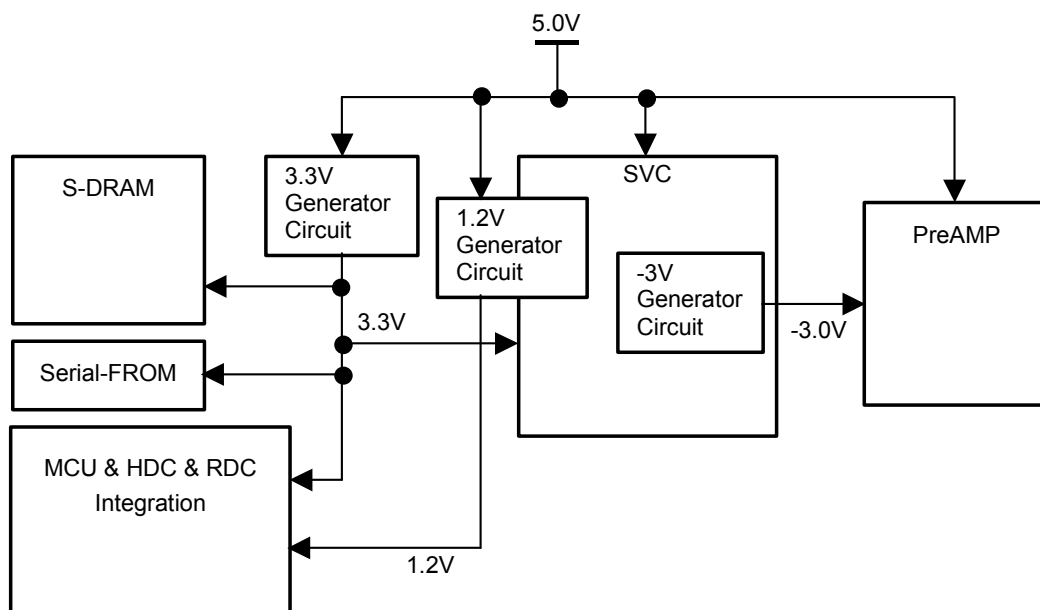 5.0V
S-DRAM
3.3V
Generator
Circuit
SVC
1.2V
Generator
Circuit
PreAMP
-3V
Generator
Circuit
3.3V
-3.0V
Serial-FROM
MCU & HDC & RDC
Integration
1.2V